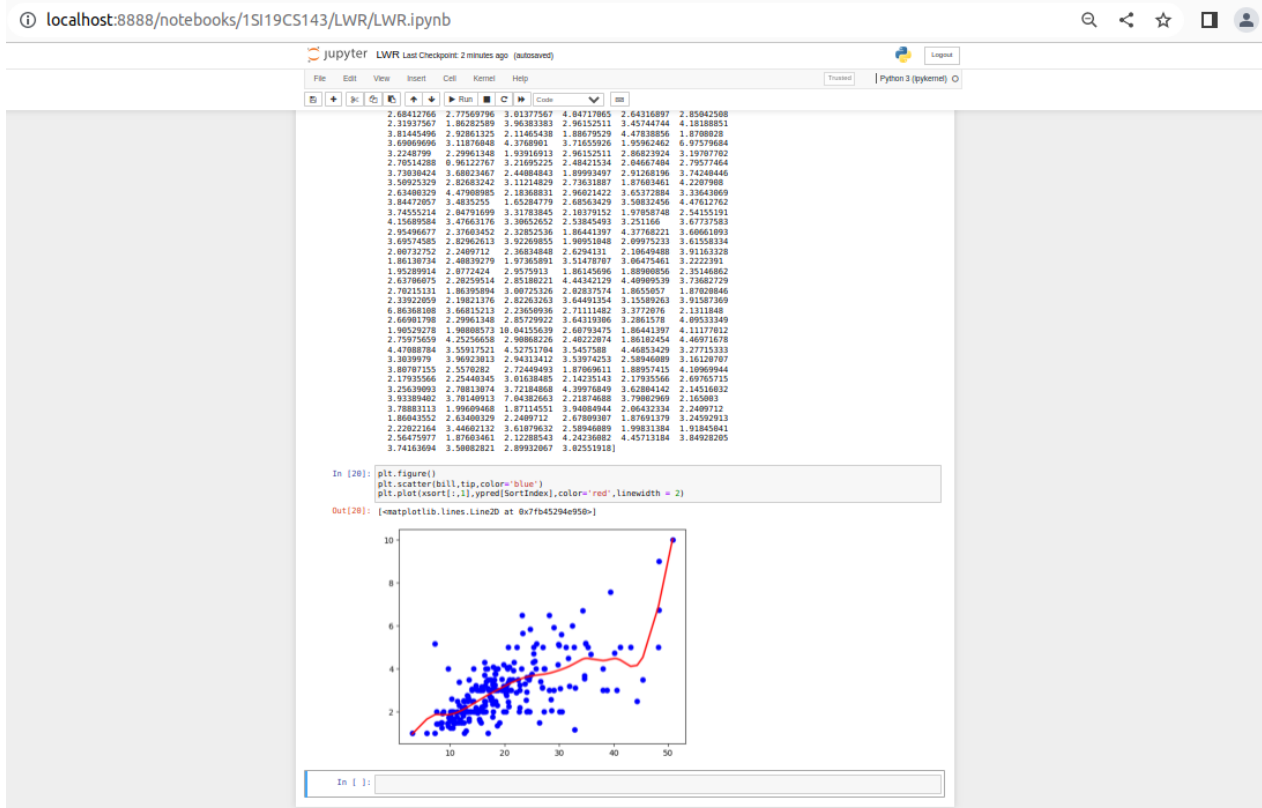 localhost:8888/notebooks/1SI19CS143/LWR/LWR.ipynb
jupyter LWR Last Checkpoint: 2 minutes ago (autosaved) Logout
File Edit View Insert Cell Kernel Help Trusted Python 3 (ipykernel)
Run Code
2.68412766 2.77569796 3.01377567 4.04717065 2.64316897 2.85042508
2.31937567 1.86282589 3.96383383 2.96152511 3.45744744 4.18188851
3.81445496 2.92861325 2.11465438 1.88679529 4.47838856 1.8708028
3.69069696 3.11876048 4.3768901 3.71655926 1.95962462 6.97579684
3.2248799 2.29961348 1.93916913 2.96152511 2.86823924 3.19707702
2.70514288 0.96122767 3.21695225 2.48421534 2.04667404 2.79577464
3.73030424 3.68023467 2.44084843 1.89993497 2.91268196 3.74240446
3.50925329 2.82683242 3.11214829 2.73631887 1.87603461 4.2207908
2.63400329 4.47908985 2.18368831 2.96021422 3.65372884 3.33643069
3.84472057 3.4835255 1.65284779 2.68563429 3.50832456 4.47612762
3.74555214 2.04791699 3.31783845 2.10379152 1.97058748 2.54155191
4.15689584 3.47663176 3.30652652 2.53845493 3.251166 3.67737583
2.95496677 2.37603452 2.32852536 1.86441397 4.37768221 3.60661093
3.69574585 2.82962613 3.92269855 1.90951048 2.09975233 3.61558334
2.00732752 2.2409712 2.36834848 2.6294131 2.10649488 3.91163328
1.86130734 2.40839279 1.97365891 3.51478707 3.06475461 3.2222391
1.95289914 2.0772424 2.9575913 1.86145696 1.88900856 2.35146862
2.63706075 2.20259514 2.85180221 4.44342129 4.40909539 3.73682729
2.70215131 1.86395894 3.00725326 2.02837574 1.8655057 1.87020846
2.33922059 2.19821376 2.82263263 3.64491354 3.15589263 3.91587369
6.86368108 3.66815213 2.23650936 2.71111482 3.3772076 2.1311848
2.66901798 2.29961348 2.85729922 3.64319306 3.2861578 4.09533349
1.90529278 1.90808573 10.04155639 2.60793475 1.86441397 4.11177012
2.75975659 4.25256658 2.90868226 2.40222074 1.86102454 4.46971678
4.47088784 3.55917521 4.52751704 3.5457588 4.46853429 3.27715333
3.3039979 3.96923013 2.94313412 3.53974253 2.58946089 3.16120707
3.80707155 2.5570282 2.72449493 1.87069611 1.88957415 4.10969944
2.17935566 2.25440345 3.01638485 2.14235143 2.17935566 2.69765715
3.25639093 2.70813074 3.72184868 4.39976849 3.62804142 2.14516032
3.93389402 3.70140913 7.04382663 2.21874688 3.79002969 2.165003
3.78883113 1.99609468 1.87114551 3.94084944 2.06432334 2.2409712
1.86043552 2.63400329 2.2409712 2.67809307 1.87691379 3.24592913
2.22022164 3.44602132 3.61079632 2.58946089 1.99831384 1.91845041
2.56475977 1.87603461 2.12288543 4.24236082 4.45713184 3.84928205
3.74163694 3.50082821 2.89932067 3.02551918]
In [20]: plt.figure()
plt.scatter(bill,tip,color='blue')
plt.plot(xsort[:,1],ypred[SortIndex],color='red',linewidth = 2)
Out[20]: [<matplotlib.lines.Line2D at 0x7fb45294e950>]
10
8
6
4
2
10 20 30 40 50
In [ ]: